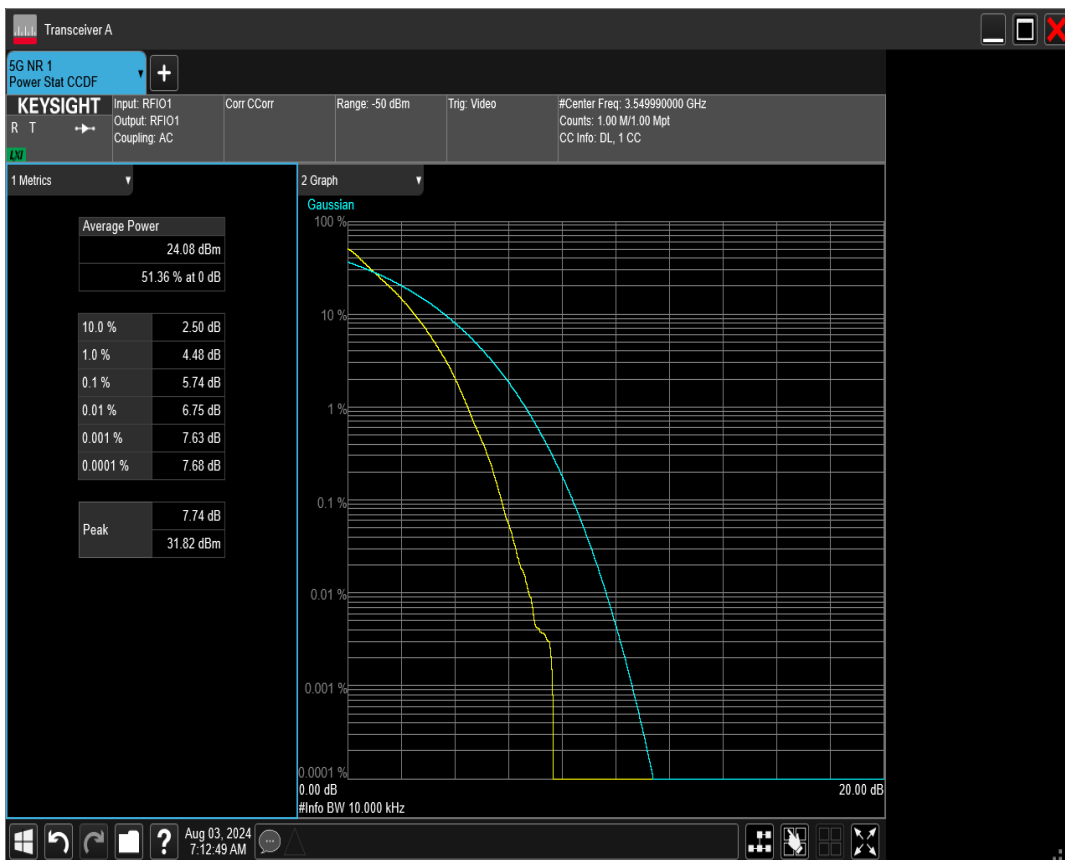 Transceiver A
5G NR 1
Power Stat CCDF
KEYSIGHT
R T
LXI
Input: RFIO1
Output: RFIO1
Coupling: AC
Corr CCorr
Range: -50 dBm
Trig: Video
#Center Freq: 3.549990000 GHz
Counts: 1.00 M/1.00 Mpt
CC Info: DL, 1 CC
1 Metrics
Average Power
24.08 dBm
51.36 % at 0 dB
10.0 % 2.50 dB
1.0 % 4.48 dB
0.1 % 5.74 dB
0.01 % 6.75 dB
0.001 % 7.63 dB
0.0001 % 7.68 dB
Peak
7.74 dB
31.82 dBm
2 Graph
Gaussian
100 %
10 %
1 %
0.1 %
0.01 %
0.001 %
0.0001 %
0.00 dB 20.00 dB
#Info BW 10.000 kHz
? Aug 03, 2024
7:12:49 AM